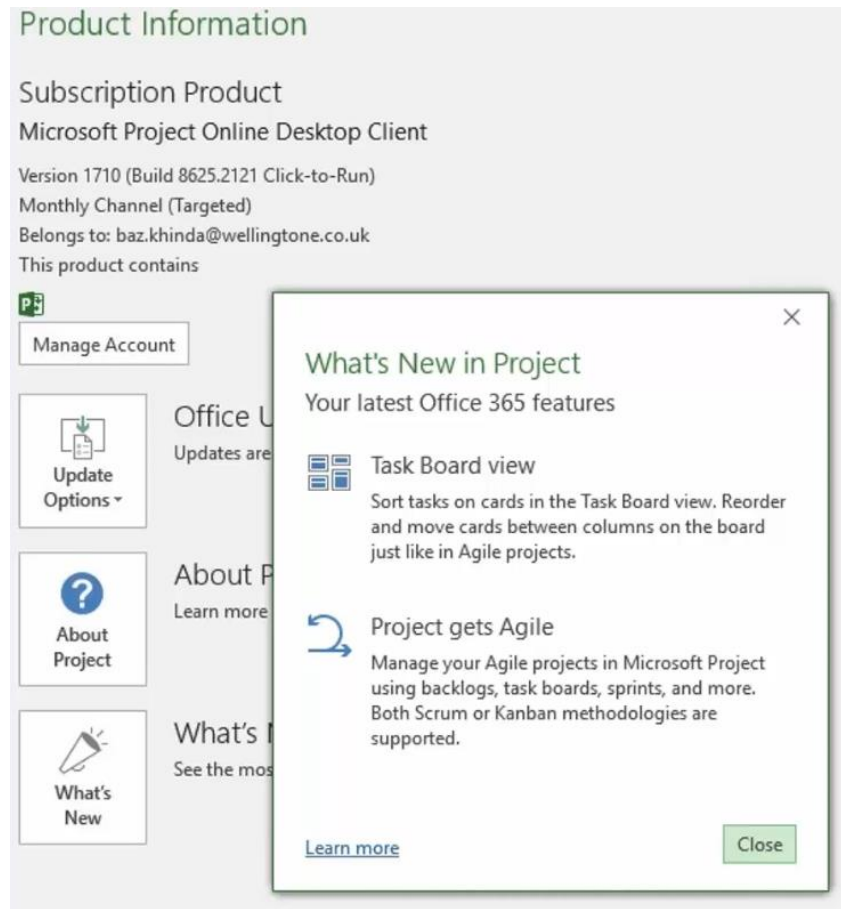 Product Information
Subscription Product
Microsoft Project Online Desktop Client
Version 1710 (Build 8625.2121 Click-to-Run)
Monthly Channel (Targeted)
Belongs to: baz.khinda@wellingtone.co.uk
This product contains
Manage Account
Update
Options
Office U
Updates are
About
Project
About P
Learn more
What's
New
What's N
See the mos
What's New in Project
Your latest Office 365 features
Task Board view
Sort tasks on cards in the Task Board view. Reorder
and move cards between columns on the board
just like in Agile projects.
Project gets Agile
Manage your Agile projects in Microsoft Project
using backlogs, task boards, sprints, and more.
Both Scrum or Kanban methodologies are
supported.
Learn more
Close